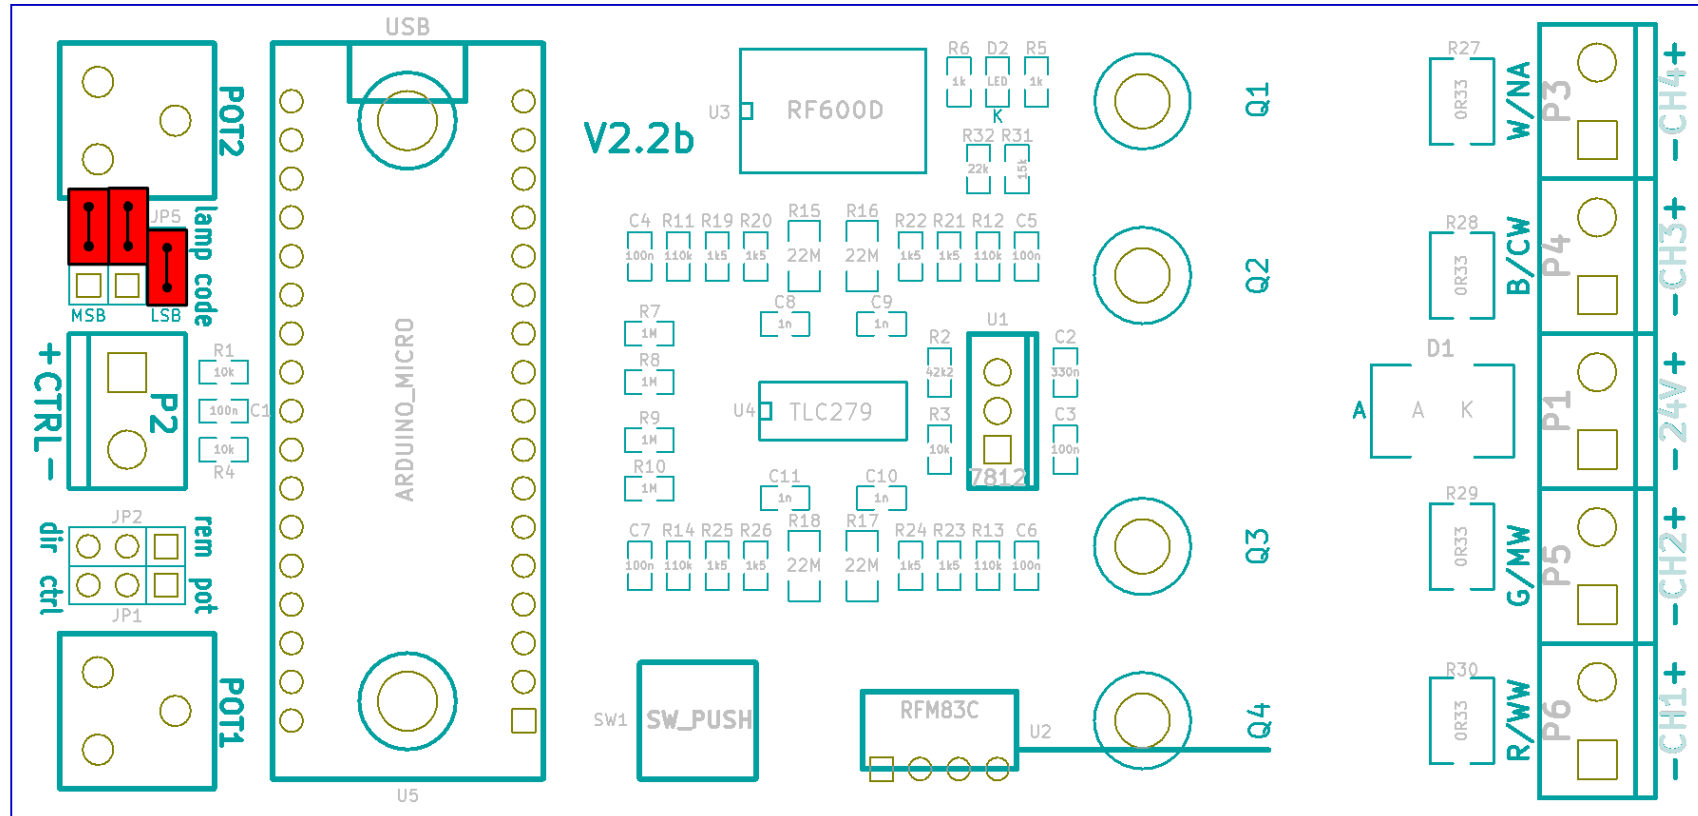 USB
POT2
JP5
lamp code
MSB
LSB
+CTRL-
P2
R1
10k
100n
C1
10k
R4
JP2
dir
rem
ctrl
pot
JP1
POT1
ARDUINO_MICRO
U5
V2.2b
U3
RF600D
R6
D2
R5
1k
LED
1k
K
R32
R31
22k
15k
C4
R11
R19
R20
R15
R16
R22
R21
R12
C5
100n
110k
1k5
1k5
22M
22M
1k5
1k5
110k
100n
R7
1M
R8
1M
R9
1M
R10
1M
C8
1n
C9
1n
U4
TLC279
U1
7812
R2
42k2
R3
10k
C2
330n
C3
100n
C11
1n
C10
1n
C7
R14
R25
R26
R18
R17
R24
R23
R13
C6
100n
110k
1k5
1k5
22M
22M
1k5
1k5
110k
100n
SW1
SW_PUSH
RFM83C
U2
Q1
Q2
Q3
Q4
R27
0R33
R28
0R33
D1
A
A
K
R29
0R33
R30
0R33
W/NA
P3
-CH4+
B/CW
P4
-CH3+
P1
-24V+
G/MW
P5
-CH2+
R/WW
P6
-CH1+